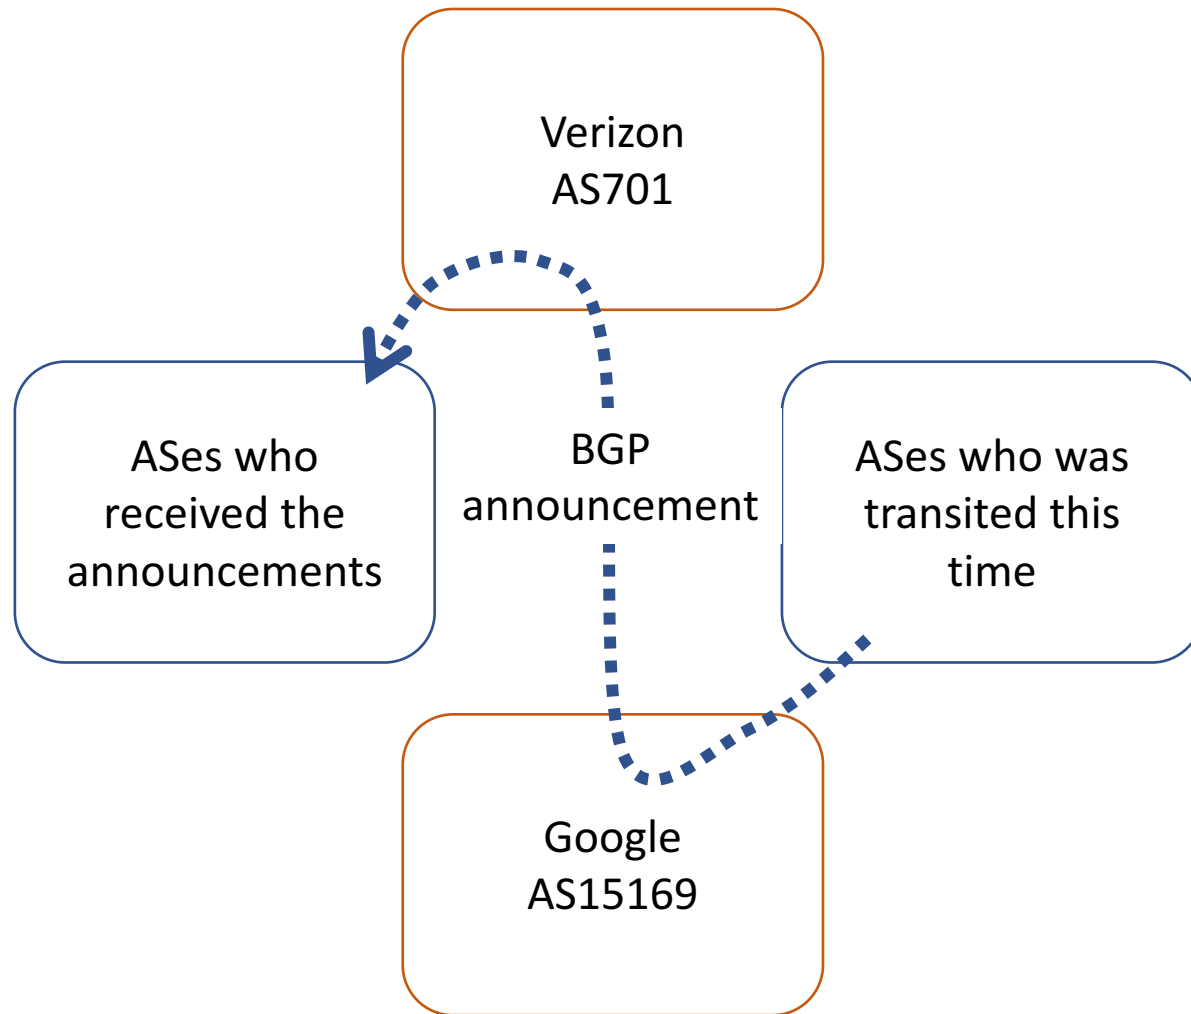 Verizon
AS701
ASes who
received the
announcements
BGP
announcement
ASes who was
transited this
time
Google
AS15169